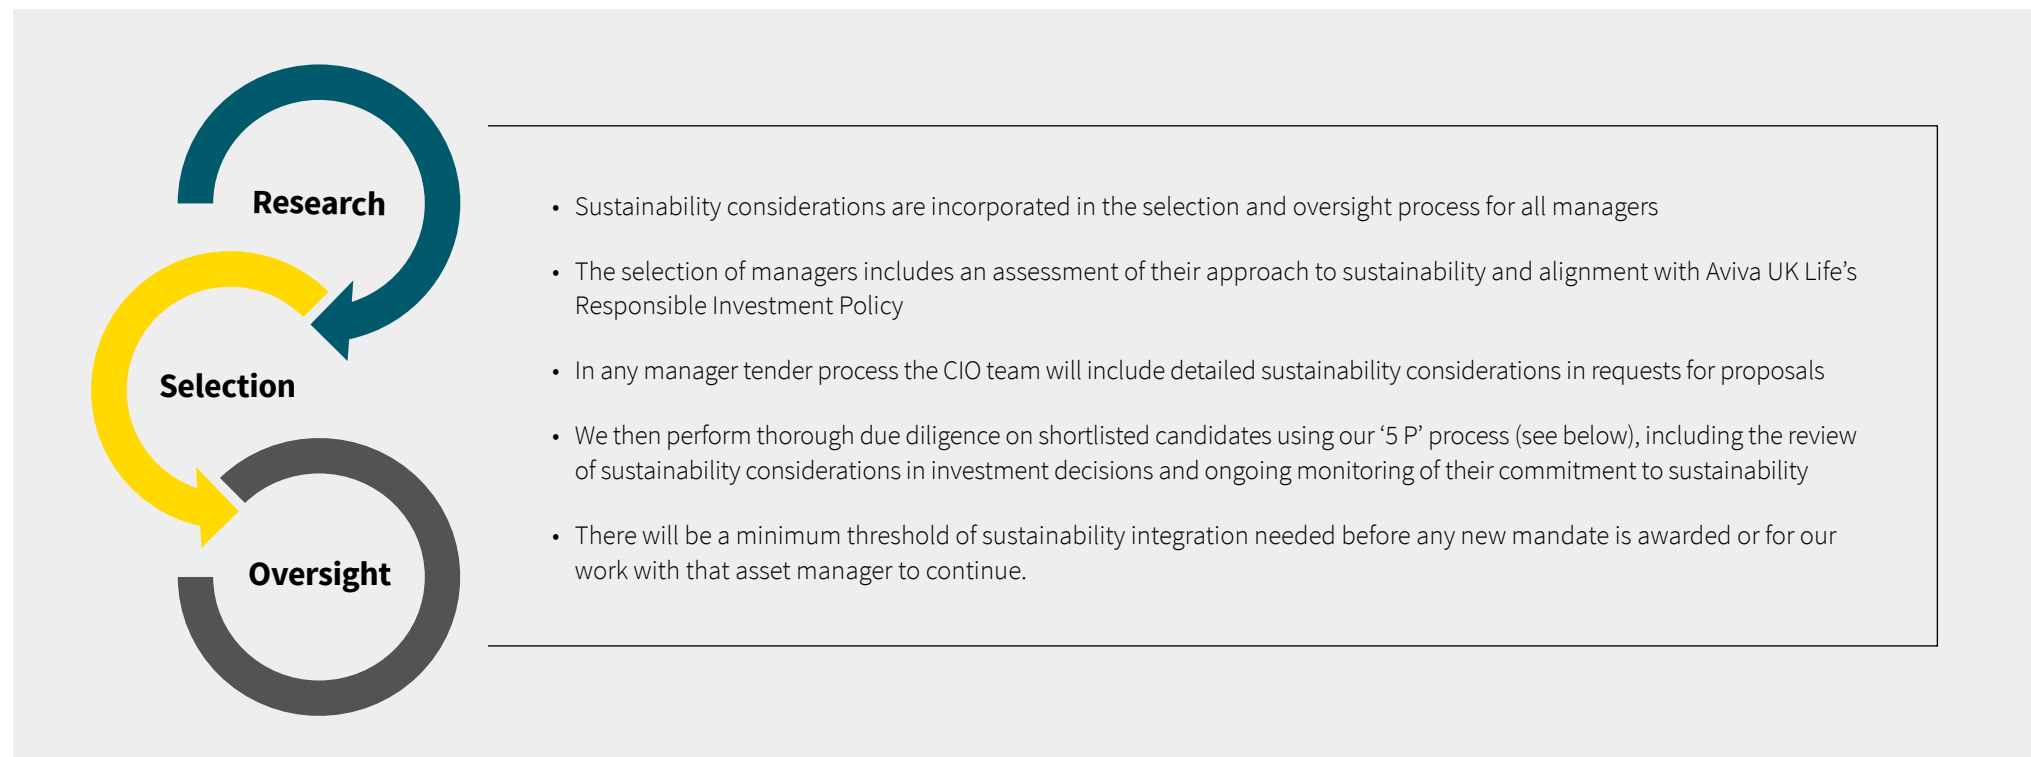 Research
Selection
Oversight
• Sustainability considerations are incorporated in the selection and oversight process for all managers
• The selection of managers includes an assessment of their approach to sustainability and alignment with Aviva UK Life’s
Responsible Investment Policy
• In any manager tender process the CIO team will include detailed sustainability considerations in requests for proposals
• We then perform thorough due diligence on shortlisted candidates using our ‘5 P’ process (see below), including the review
of sustainability considerations in investment decisions and ongoing monitoring of their commitment to sustainability
• There will be a minimum threshold of sustainability integration needed before any new mandate is awarded or for our
work with that asset manager to continue.